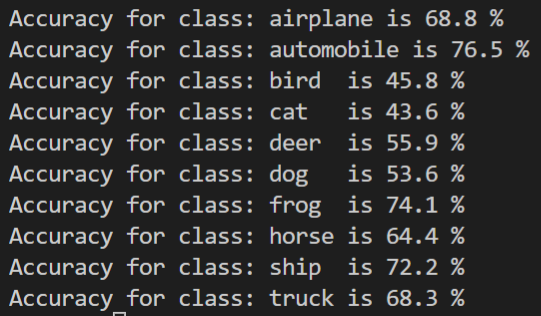 Accuracy for class: airplane is 68.8 %
Accuracy for class: automobile is 76.5 %
Accuracy for class: bird  is 45.8 %
Accuracy for class: cat   is 43.6 %
Accuracy for class: deer  is 55.9 %
Accuracy for class: dog   is 53.6 %
Accuracy for class: frog  is 74.1 %
Accuracy for class: horse is 64.4 %
Accuracy for class: ship  is 72.2 %
Accuracy for class: truck is 68.3 %